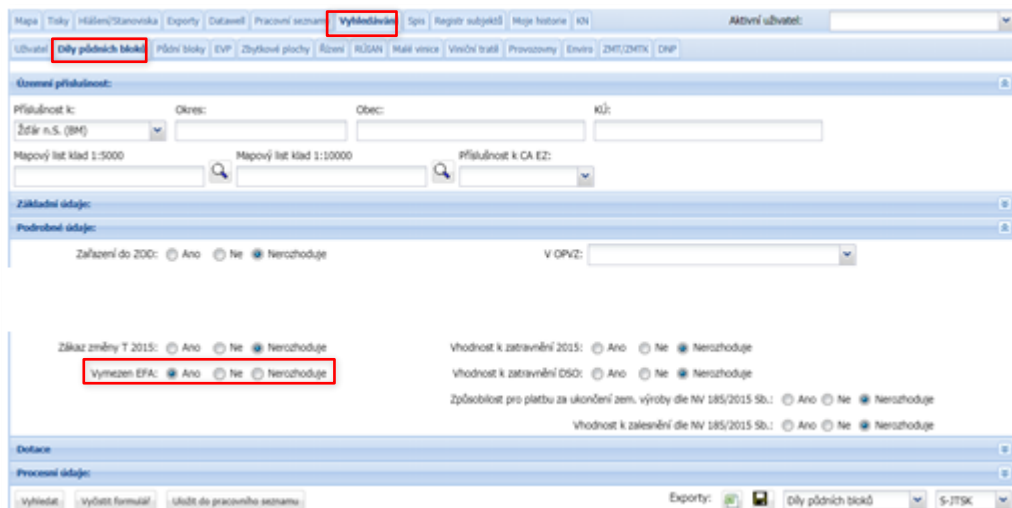 Mapa Tisky Hlášení/Stanoviska Exporty Datawell Pracovní seznam Vyhledávání Spis Registr subjektů Moje historie KN Aktivní uživatel:
Uživatel Díly půdních bloků Půdní bloky EVP Zbytkové plochy Řízení RÚIAN Malé vinice Viniční tratě Provozovny Enviro ZMT/ZMTK DNP
Územní příslušnost:
Příslušnost k: Okres: Obec: KÚ:
Žďár n.S. (BM)
Mapový list klad 1:5000 Mapový list klad 1:10000 Příslušnost k CA EZ:
Základní údaje:
Podrobné údaje:
Zařazení do ZOD: Ano Ne Nerozhoduje V OPVZ:
Zákaz změny T 2015: Ano Ne Nerozhoduje Vhodnost k zatravnění 2015: Ano Ne Nerozhoduje
Vymezen EFA: Ano Ne Nerozhoduje Vhodnost k zatravnění DSO: Ano Ne Nerozhoduje
Způsobilost pro platbu za ukončení zem. výroby dle NV 185/2015 Sb.: Ano Ne Nerozhoduje
Vhodnost k zalesnění dle NV 185/2015 Sb.: Ano Ne Nerozhoduje
Dotace
Procesní údaje:
Vyhledat Vyčistit formulář Uložit do pracovního seznamu Exporty: Díly půdních bloků S-JTSK